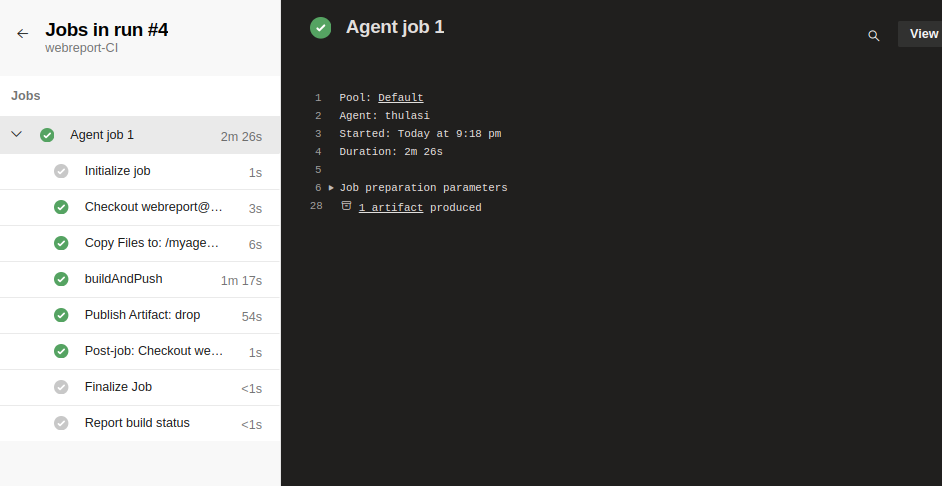 Jobs in run #4
webreport-CI
Jobs
Agent job 1 2m 26s
Initialize job 1s
Checkout webreport@... 3s
Copy Files to: /myage... 6s
buildAndPush 1m 17s
Publish Artifact: drop 54s
Post-job: Checkout we... 1s
Finalize Job <1s
Report build status <1s
Agent job 1
View
1 Pool: Default
2 Agent: thulasi
3 Started: Today at 9:18 pm
4 Duration: 2m 26s
5
6 Job preparation parameters
28 1 artifact produced